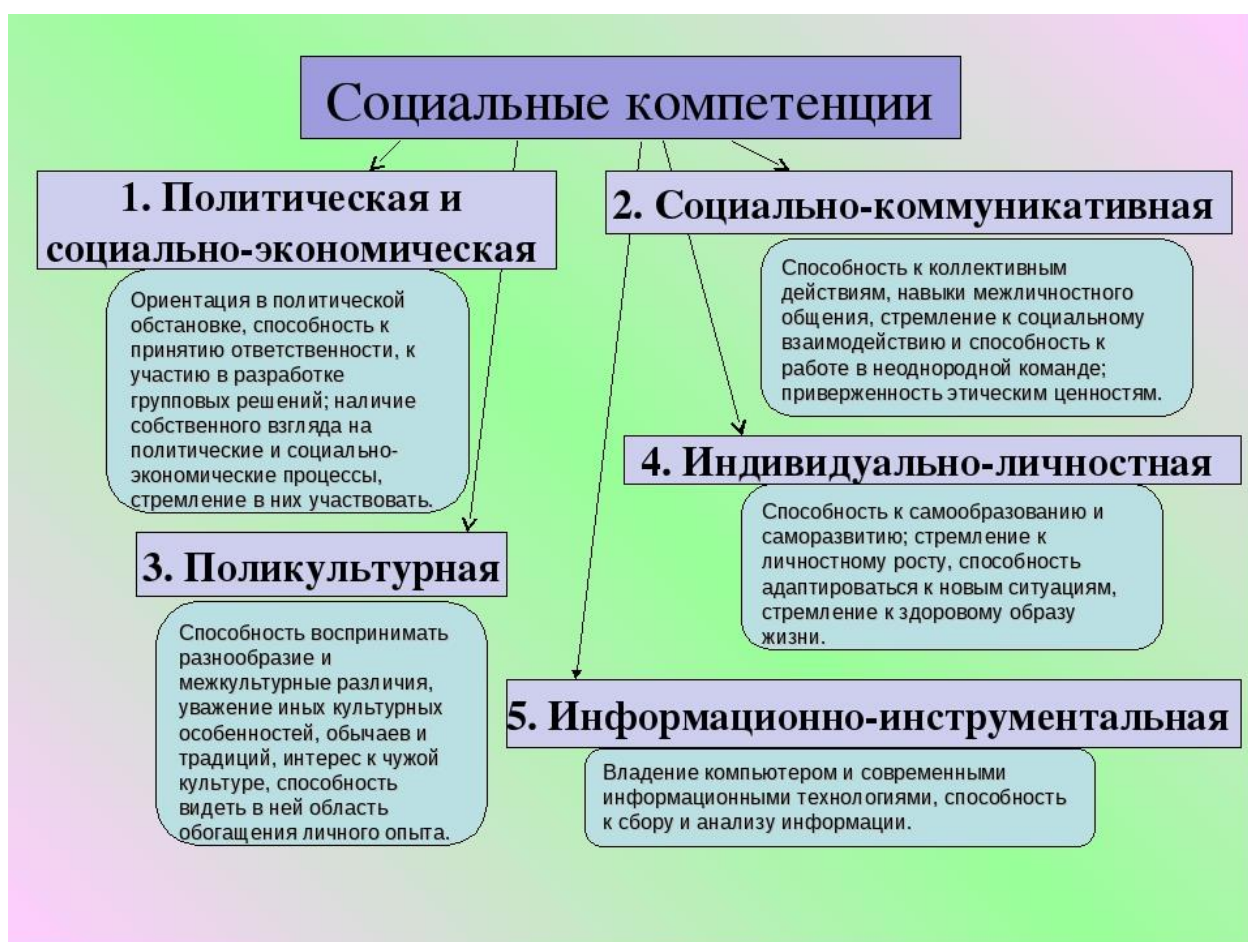 Социальные компетенции
1. Политическая и
социально-экономическая
Ориентация в политической
обстановке, способность к
принятию ответственности, к
участию в разработке
групповых решений; наличие
собственного взгляда на
политические и социально-
экономические процессы,
стремление в них участвовать.
2. Социально-коммуникативная
Способность к коллективным
действиям, навыки межличностного
общения, стремление к социальному
взаимодействию и способность к
работе в неоднородной команде;
приверженность этическим ценностям.
3. Поликультурная
Способность воспринимать
разнообразие и
межкультурные различия,
уважение иных культурных
особенностей, обычаев и
традиций, интерес к чужой
культуре, способность
видеть в ней область
обогащения личного опыта.
4. Индивидуально-личностная
Способность к самообразованию и
саморазвитию; стремление к
личностному росту, способность
адаптироваться к новым ситуациям,
стремление к здоровому образу
жизни.
5. Информационно-инструментальная
Владение компьютером и современными
информационными технологиями, способность
к сбору и анализу информации.